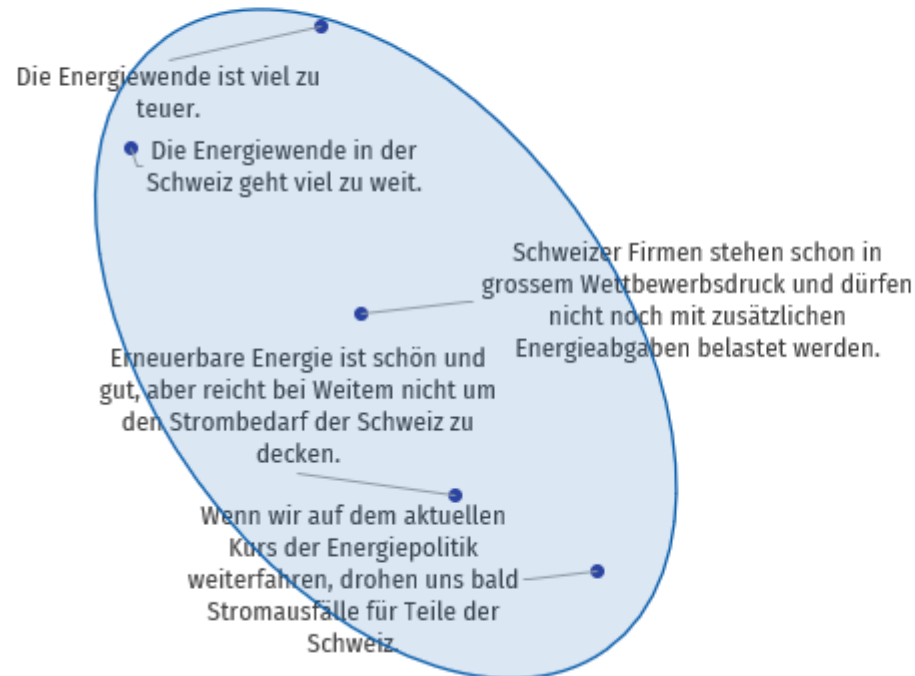 Die Energiewende ist viel zu
teuer.
Die Energiewende in der
Schweiz geht viel zu weit.
Schweizer Firmen stehen schon in
grossem Wettbewerbsdruck und dürfen
nicht noch mit zusätzlichen
Energieabgaben belastet werden.
Erneuerbare Energie ist schön und
gut, aber reicht bei Weitem nicht um
den Strombedarf der Schweiz zu
decken.
Wenn wir auf dem aktuellen
Kurs der Energiepolitik
weiterfahren, drohen uns bald
Stromausfälle für Teile der
Schweiz.